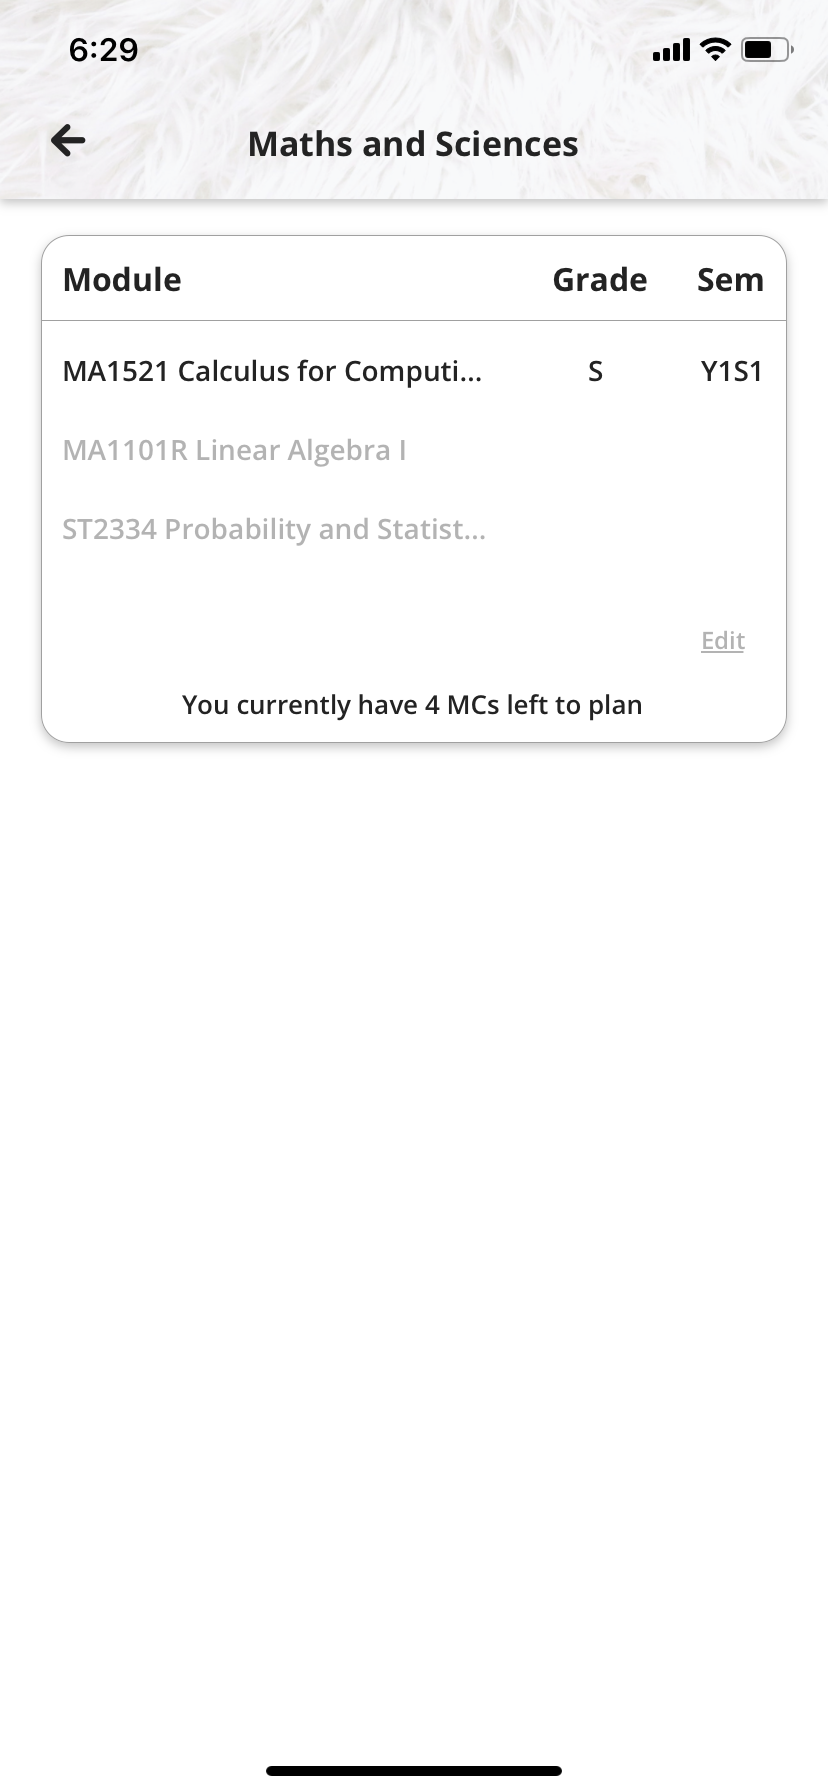 6:29
Maths and Sciences
Module Grade Sem
MA1521 Calculus for Computi... S Y1S1
MA1101R Linear Algebra I
ST2334 Probability and Statist...
Edit
You currently have 4 MCs left to plan